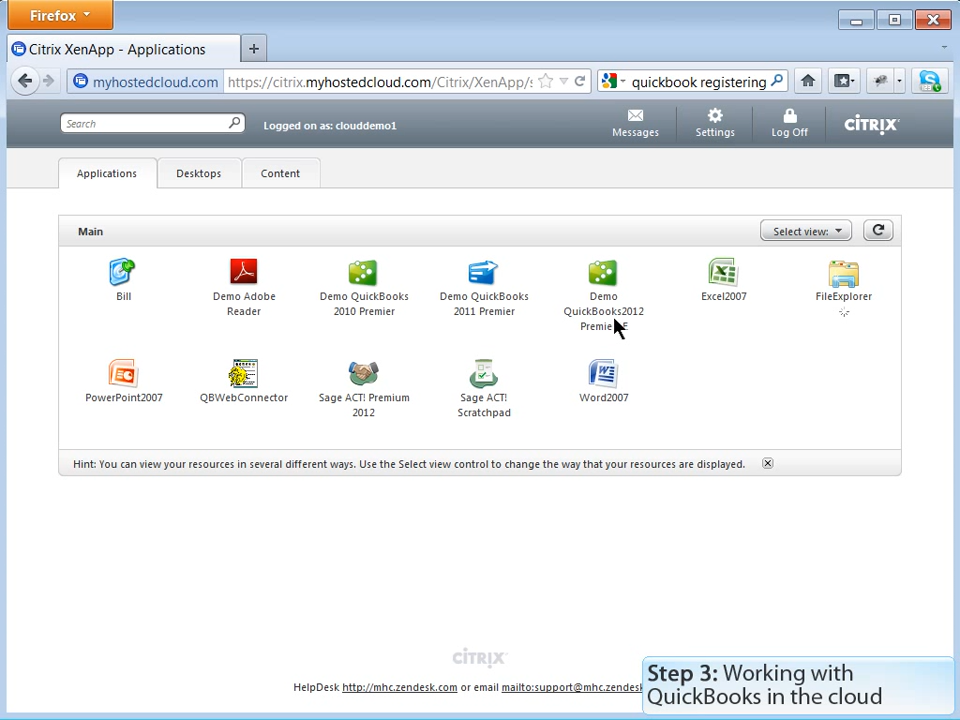 Firefox
Citrix XenApp - Applications
myhostedcloud.com
https://citrix.myhostedcloud.com/Citrix/XenApp/
quickbook registering
Search
Logged on as: clouddemo1
Messages
Settings
Log Off
CITRIX
Applications
Desktops
Content
Main
Select view:
Bill
Demo Adobe
Reader
Demo QuickBooks
2010 Premier
Demo QuickBooks
2011 Premier
Demo
QuickBooks2012
Excel2007
FileExplorer
PowerPoint2007
QBWebConnector
Sage ACT! Premium
2012
Sage ACT!
Scratchpad
Word2007
Hint: You can view your resources in several different ways. Use the Select view control to change the way that your resources are displayed.
CITRIX
HelpDesk http://mhc.zendesk.com or email mailto:support@mhc.zendesk
Step 3: Working with
QuickBooks in the cloud